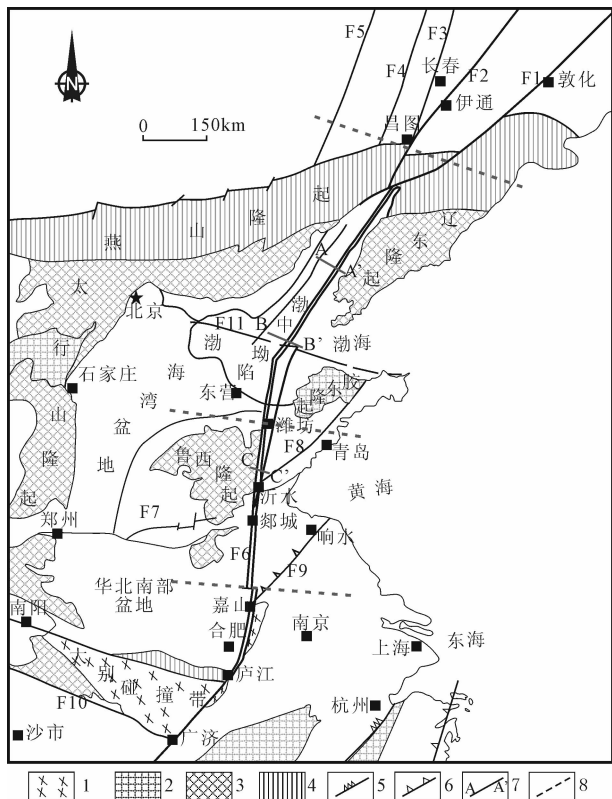 F5
F3
长春
F4
F2
F1
敦化
伊通
N
昌图
0 150km
燕山隆起
辽东隆起
太行山隆起
A
A'
北京
渤中坳陷
F11
B
B'
渤海
渤海湾盆地
石家庄
东营
胶东隆起
潍坊
F8
青岛
鲁西隆起
C
C'
沂水
黄海
F7
郑州
郯城
响水
F6
F9
华北南部
盆地
嘉山
南阳
合肥
南京
上海
东海
大别碰撞带
庐江
F10
杭州
沙市
广济
1
2
3
4
5
6
A A' 7
8